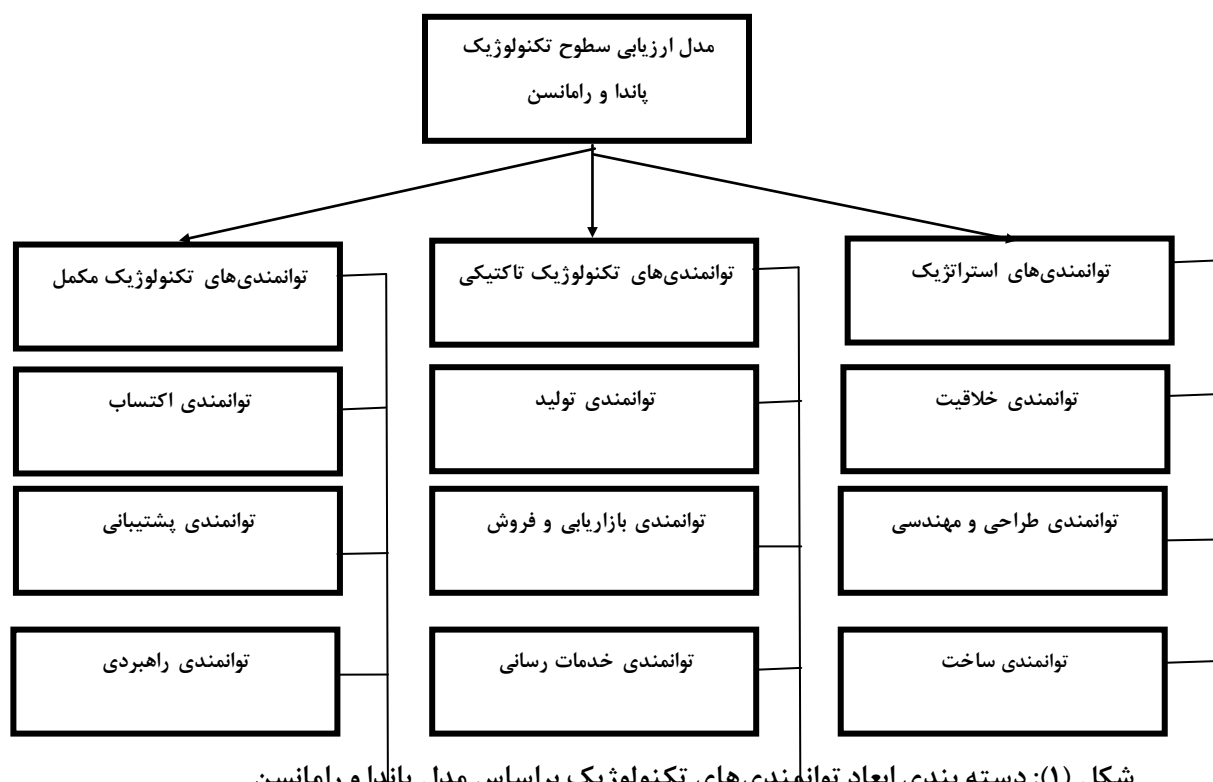 مدل ارزیابی سطوح تکنولوژیک
پاندا و رامانسن
توانمندی‌های استراتژیک
توانمندی‌های تکنولوژیک تاکتیکی
توانمندی‌های تکنولوژیک مکمل
توانمندی خلاقیت
توانمندی تولید
توانمندی اکتساب
توانمندی طراحی و مهندسی
توانمندی بازاریابی و فروش
توانمندی پشتیبانی
توانمندی ساخت
توانمندی خدمات رسانی
توانمندی راهبردی
شکل (۱): دسته بندی ابعاد توانمندی‌های تکنولوژیک براساس مدل پاندا و رامانسن